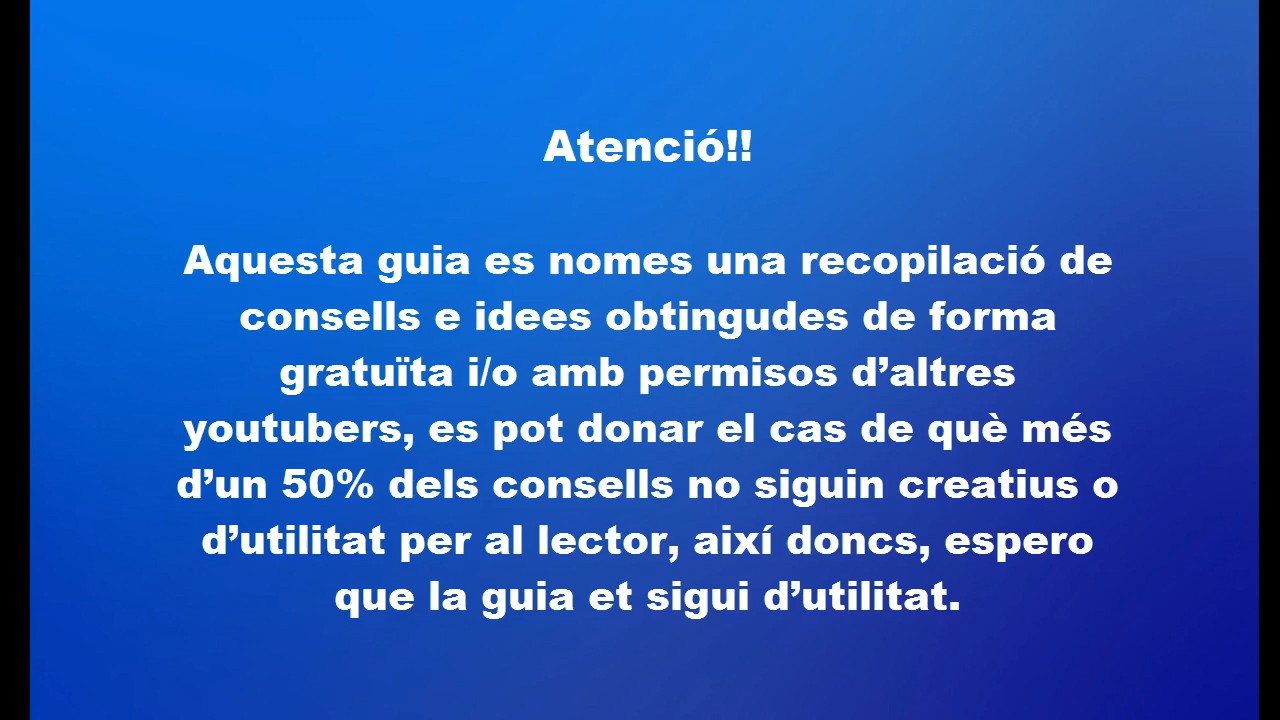 Atenció!!
Aquesta guia es nomes una recopilació de
consells e idees obtingudes de forma
gratuïta i/o amb permisos d’altres
youtubers, es pot donar el cas de què més
d’un 50% dels consells no siguin creatius o
d’utilitat per al lector, així doncs, espero
que la guia et sigui d’utilitat.